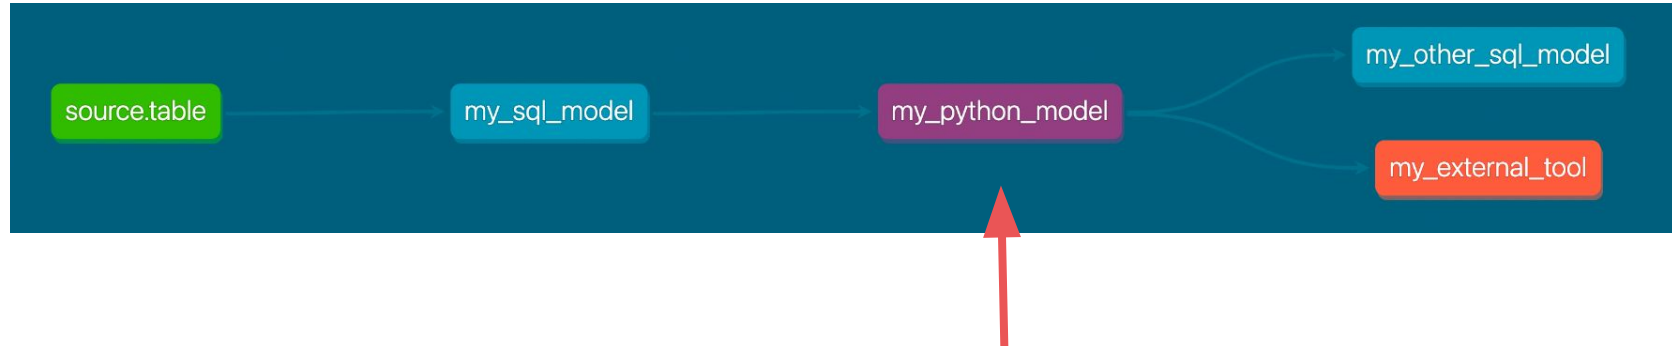 source.table
my_sql_model
my_python_model
my_other_sql_model
my_external_tool